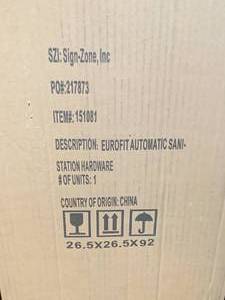 SZI: Sign-Zone, Inc
PO#:217873
ITEM#: 151081
DESCRIPTION: EUROFIT AUTOMATIC SANI-
STATION HARDWARE
# OF UNITS: 1
COUNTRY OF ORIGIN: CHINA
26.5X26.5X92